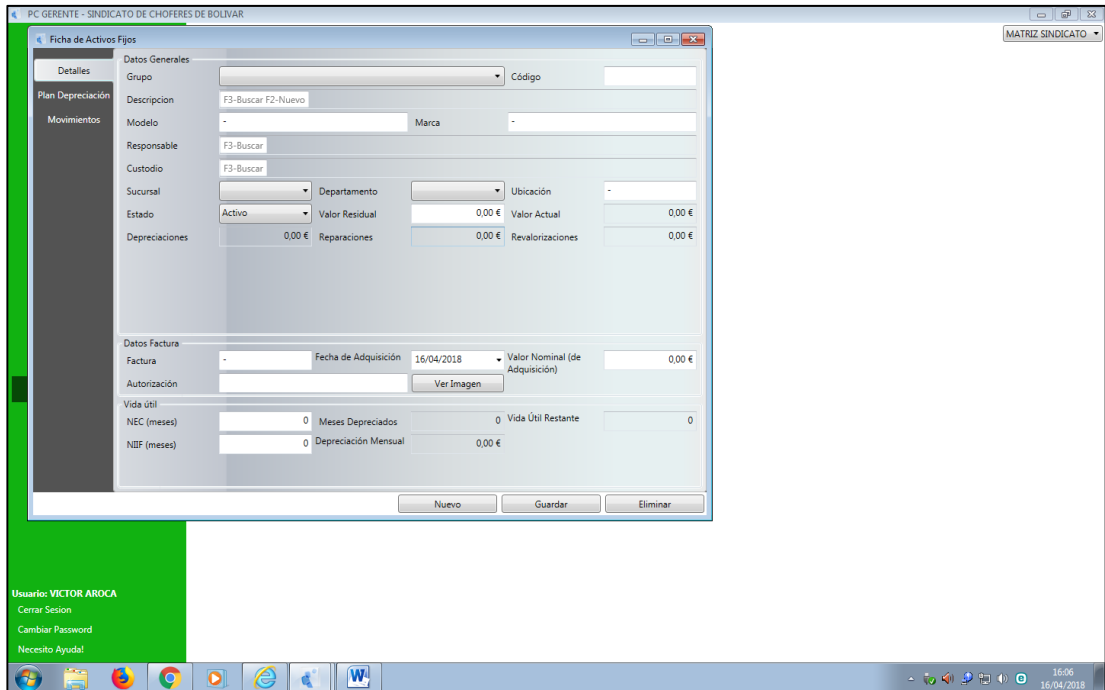 PC GERENTE - SINDICATO DE CHOFERES DE BOLIVAR
MATRIZ SINDICATO
Ficha de Activos Fijos
Detalles
Plan Depreciación
Movimientos
Datos Generales
Grupo Código
Descripcion F3-Buscar F2-Nuevo
Modelo - Marca -
Responsable F3-Buscar
Custodio F3-Buscar
Sucursal Departamento Ubicación -
Estado Activo Valor Residual 0,00 € Valor Actual 0,00 €
Depreciaciones 0,00 € Reparaciones 0,00 € Revalorizaciones 0,00 €
Datos Factura
Factura - Fecha de Adquisición 16/04/2018 Valor Nominal (de Adquisición) 0,00 €
Autorización Ver Imagen
Vida útil
NEC (meses) 0 Meses Depreciados 0 Vida Útil Restante 0
NIIF (meses) 0 Depreciación Mensual 0,00 €
Nuevo Guardar Eliminar
Usuario: VICTOR AROCA
Cerrar Sesion
Cambiar Password
Necesito Ayuda!
16:06
16/04/2018